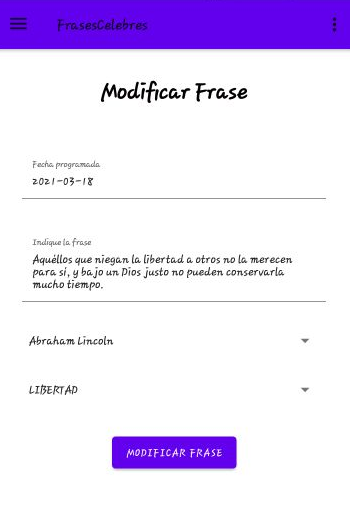 FrasesCelebres
Modificar Frase
Fecha programada
2021-03-18
Indique la frase
Aquéllos que niegan la libertad a otros no la merecen
para sí, y bajo un Dios justo no pueden conservarla
mucho tiempo.
Abraham Lincoln
LIBERTAD
MODIFICAR FRASE